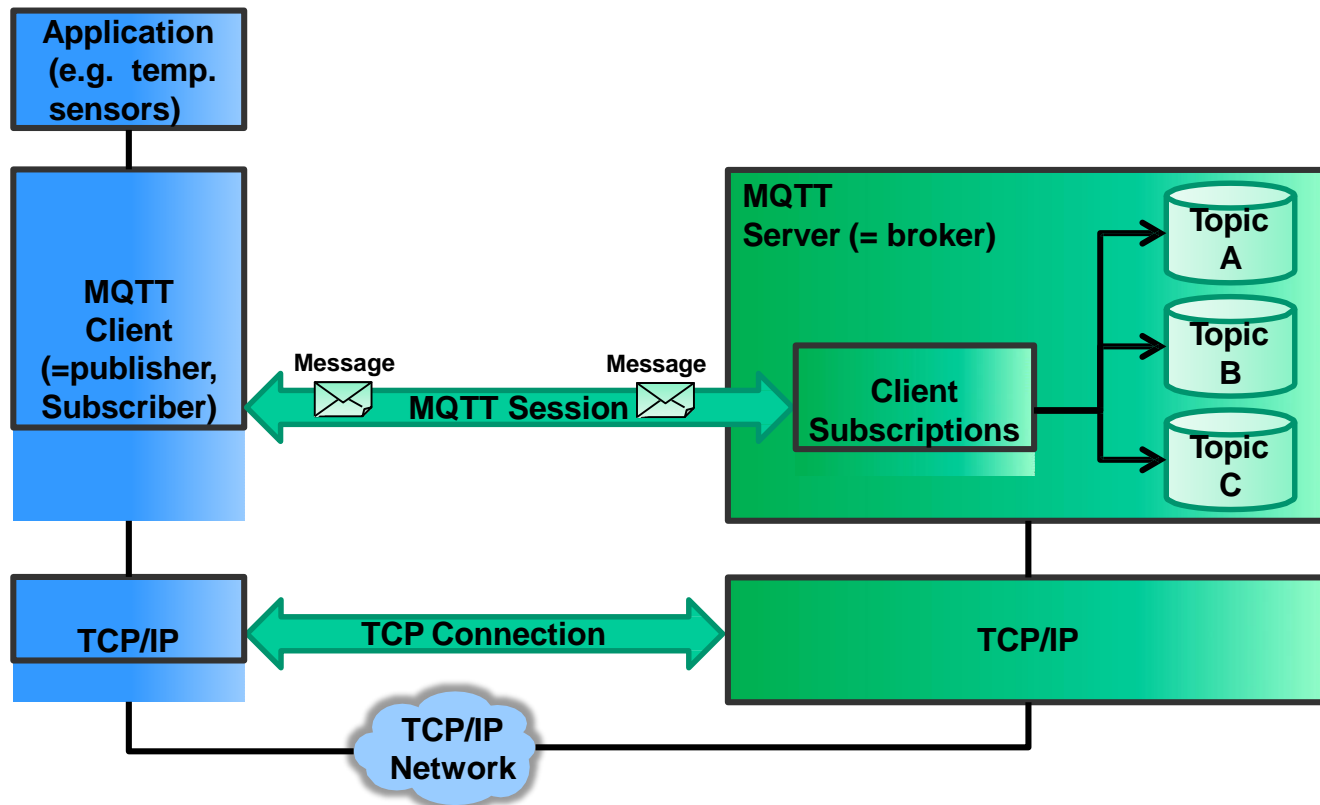 Application
(e.g. temp.
sensors)
MQTT
Client
(=publisher,
Subscriber)
Message
Message
MQTT Session
MQTT
Server (= broker)
Client
Subscriptions
Topic
A
Topic
B
Topic
C
TCP/IP
TCP Connection
TCP/IP
TCP/IP
Network